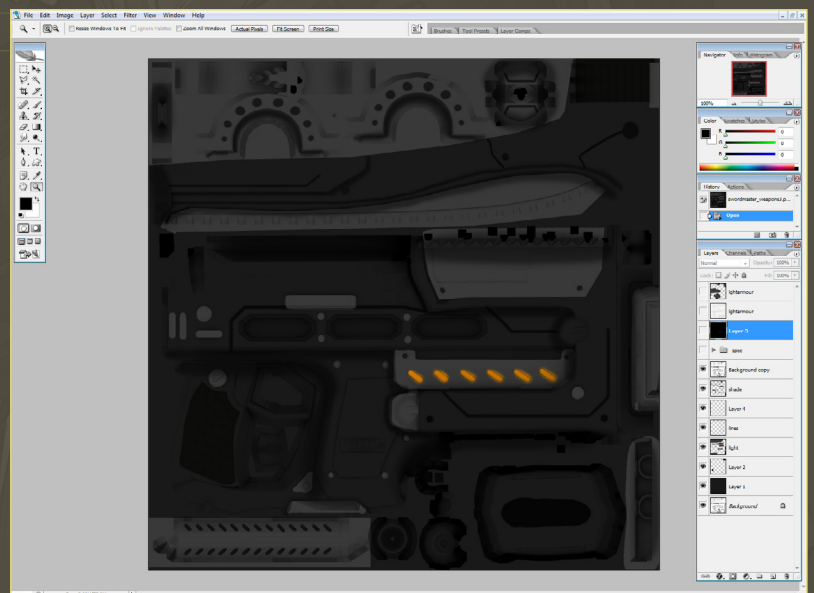 File Edit Image Layer Select Filter View Window Help
Resize Windows To Fit Ignore Palettes Zoom All Windows Actual Pixels Fit Screen Print Size
Brushes Tool Presets Layer Comps
Navigator Info Histogram
100%
Color Swatches Styles
R 0
G 0
B 0
History Actions
swordmaster_weapons3.p...
Open
Layers Channels Paths
Normal Opacity: 100%
Lock: Fill: 100%
lightarmour
lightarmour
Layer 5
spec
Background copy
shade
Layer 4
lines
light
Layer 2
Layer 1
Background